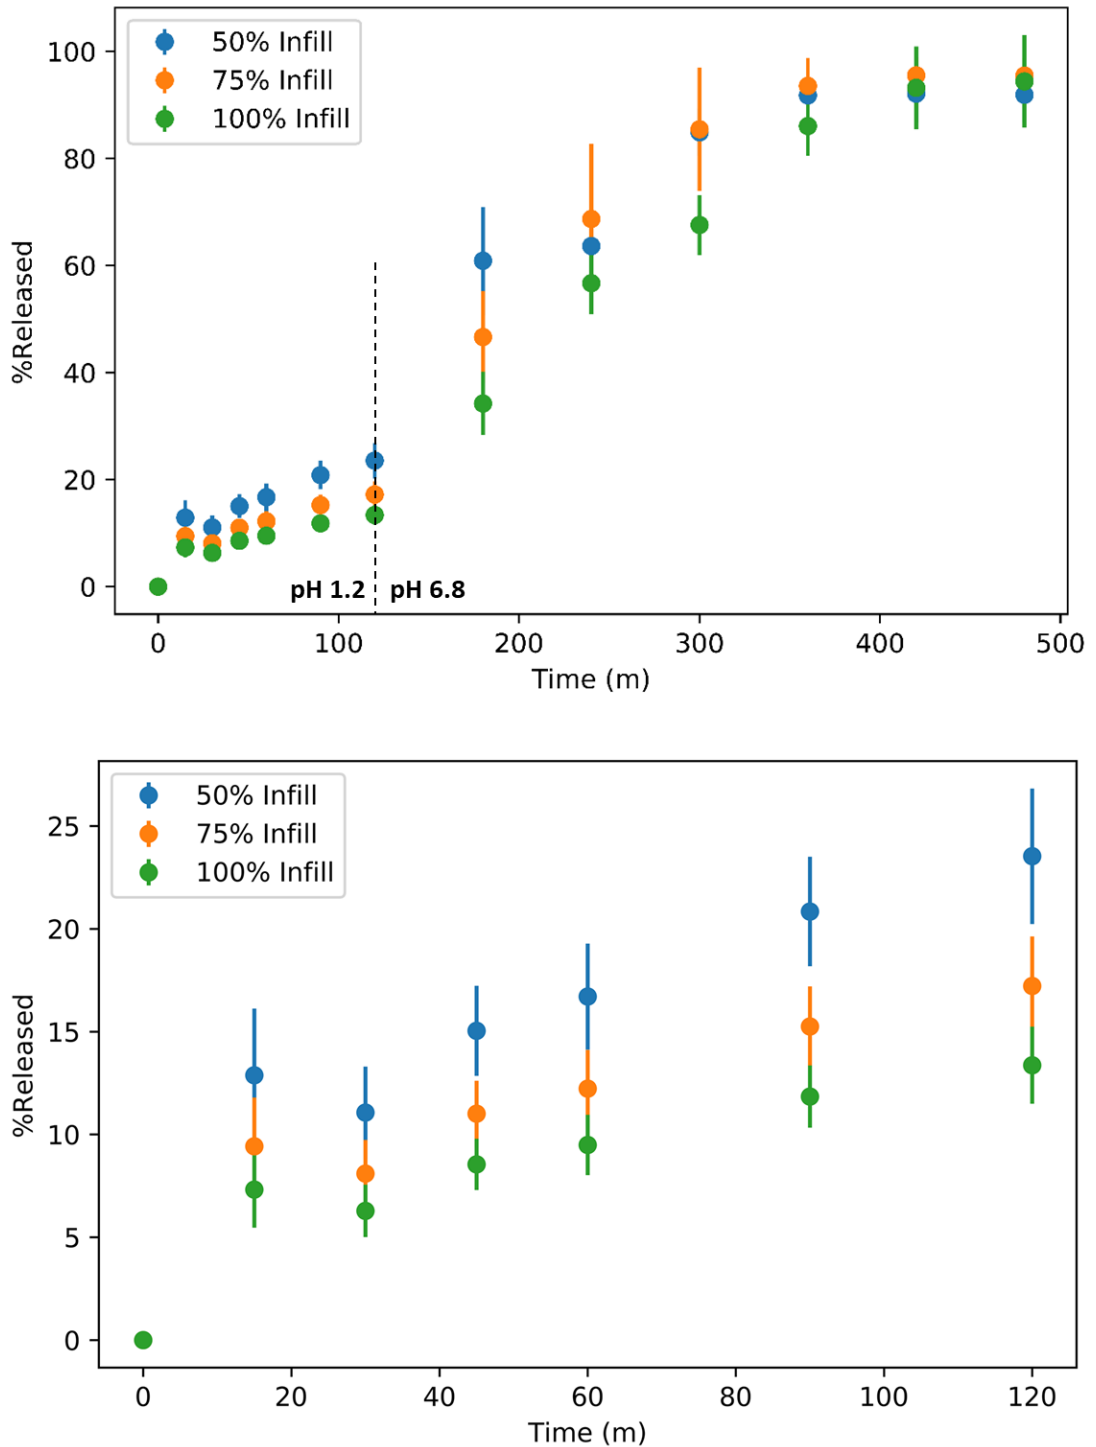 50% Infill
75% Infill
100% Infill
100
80
60
40
20
0
%Released
pH 1.2 pH 6.8
0 100 200 300 400 500
Time (m)
50% Infill
75% Infill
100% Infill
25
20
15
10
5
0
%Released
0 20 40 60 80 100 120
Time (m)